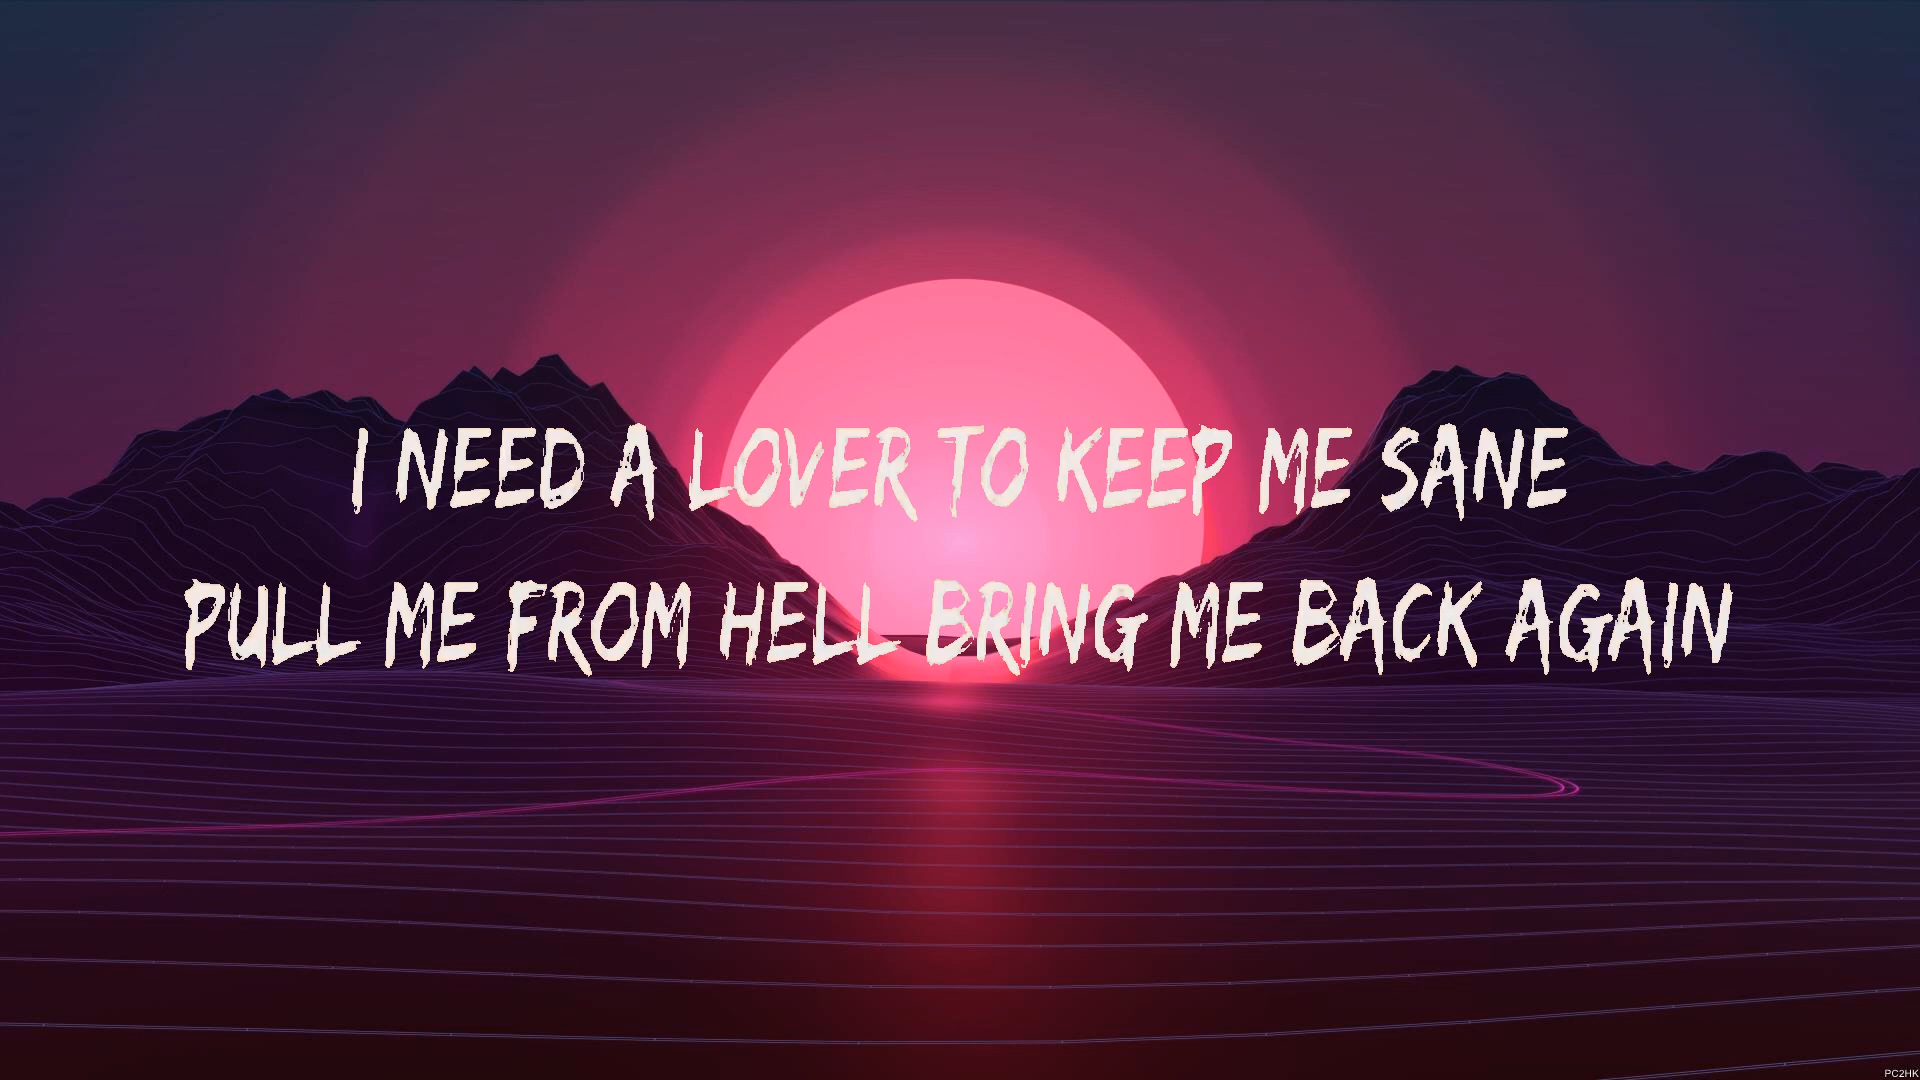 I NEED A LOVER TO KEEP ME SANE
PULL ME FROM HELL BRING ME BACK AGAIN
PC2HK